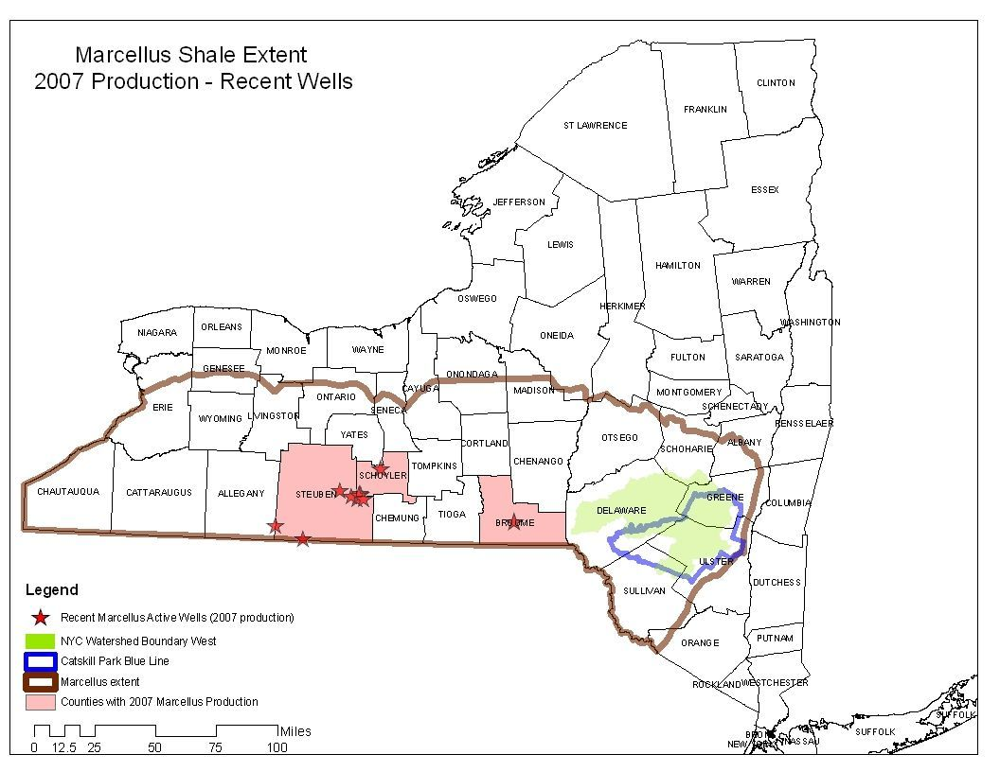 Marcellus Shale Extent
2007 Production - Recent Wells
CLINTON
FRANKLIN
ST LAWRENCE
ESSEX
JEFFERSON
LEWIS
HAMILTON
WARREN
OSWEGO
HERKIMER
WASHINGTON
ONEIDA
ORLEANS
NIAGARA
MONROE
WAYNE
FULTON
SARATOGA
GENESEE
ONONDAGA
CAYUGA
MADISON
MONTGOMERY
ONTARIO
SENECA
SCHENECTADY
ERIE
WYOMING
LIVINGSTON
RENSSELAER
YATES
OTSEGO
CORTLAND
ALBANY
SCHOHARIE
CHENANGO
TOMPKINS
SCHUYLER
CHAUTAUQUA
CATTARAUGUS
ALLEGANY
STEUBEN
GREENE
COLUMBIA
DELAWARE
TIOGA
CHEMUNG
BROOME
ULSTER
DUTCHESS
SULLIVAN
ORANGE
PUTNAM
ROCKLAND
WESTCHESTER
SUFFOLK
SUFFOLK
NASSAU
Legend
Recent Marcellus Active Wells (2007 production)
NYC Watershed Boundary West
Catskill Park Blue Line
Marcellus extent
Counties with 2007 Marcellus Production
Miles
0 12.5 25 50 75 100